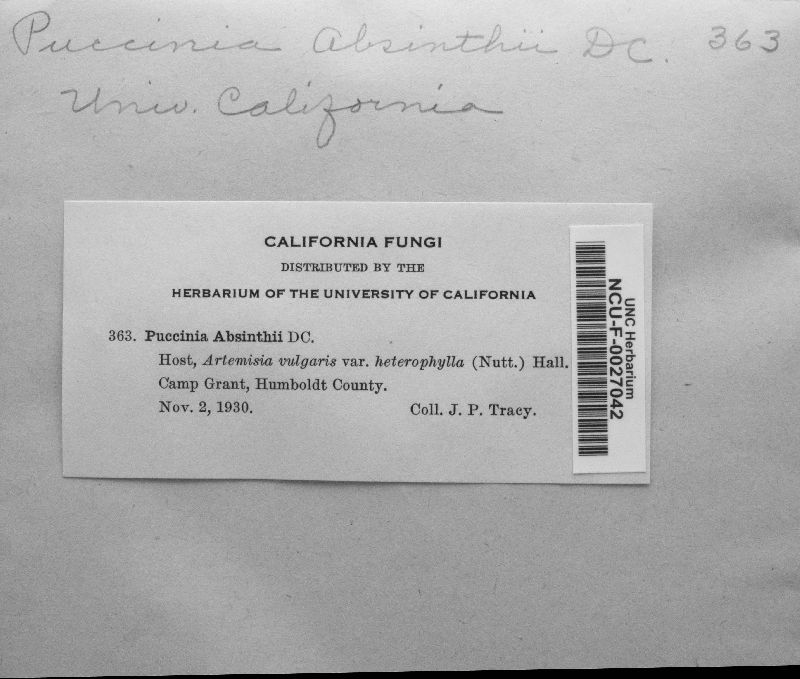 Puccinia Absinthii DC. 363
Univ. California
CALIFORNIA FUNGI
DISTRIBUTED BY THE
HERBARIUM OF THE UNIVERSITY OF CALIFORNIA
363. Puccinia Absinthii DC.
Host, Artemisia vulgaris var. heterophylla (Nutt.) Hall.
Camp Grant, Humboldt County.
Nov. 2, 1930. Coll. J. P. Tracy.
UNC Herbarium
NCU-F-0027042